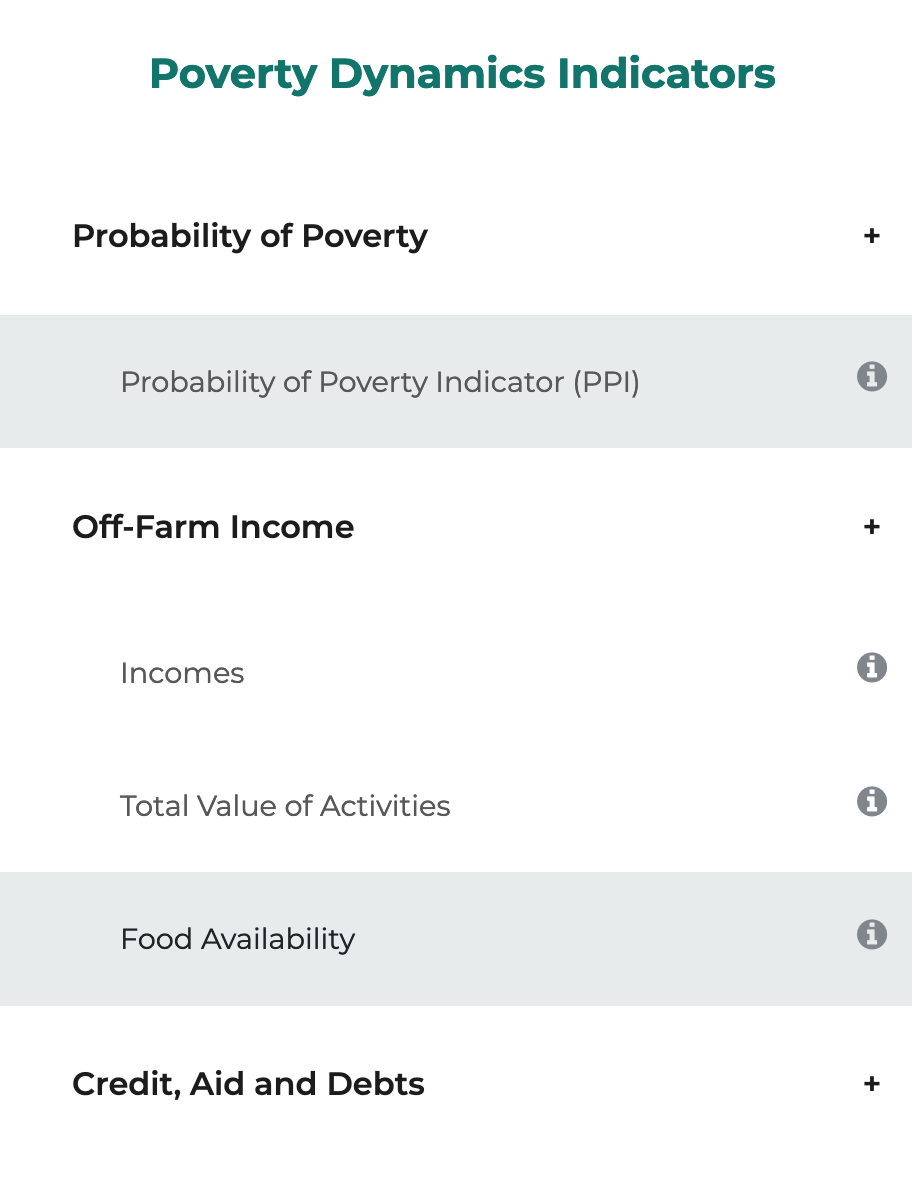 Poverty Dynamics Indicators
Probability of Poverty +
Probability of Poverty Indicator (PPI) i
Off-Farm Income +
Incomes i
Total Value of Activities i
Food Availability i
Credit, Aid and Debts +